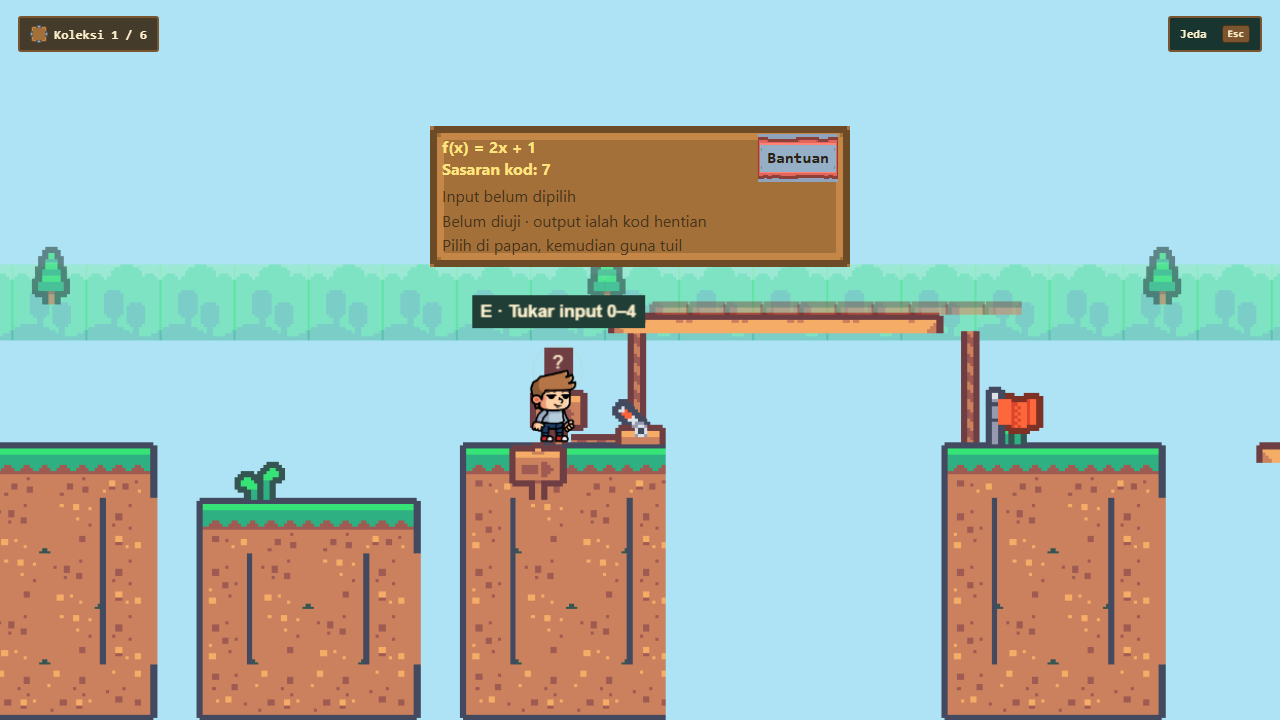 Koleksi 1 / 6
Jeda Esc
f(x) = 2x + 1
Sasaran kod: 7
Bantuan
Input belum dipilih
Belum diuji · output ialah kod hentian
Pilih di papan, kemudian guna tuil
E · Tukar input 0–4
?